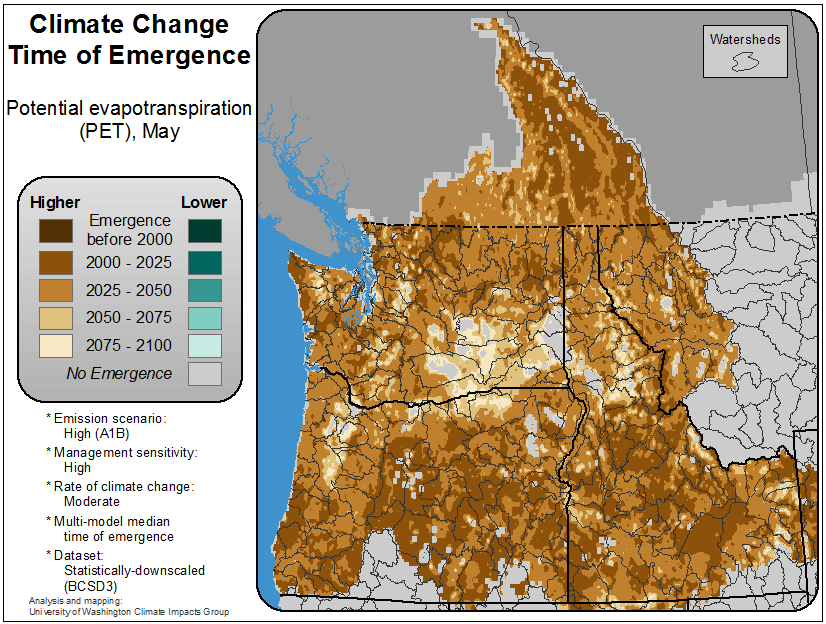 Climate Change
Time of Emergence
Potential evapotranspiration
(PET), May
Higher
Lower
Emergence
before 2000
2000 - 2025
2025 - 2050
2050 - 2075
2075 - 2100
No Emergence
* Emission scenario:
High (A1B)
* Management sensitivity:
High
* Rate of climate change:
Moderate
* Multi-model median
time of emergence
* Dataset:
Statistically-downscaled
(BCSD3)
Analysis and mapping:
University of Washington Climate Impacts Group
Watersheds